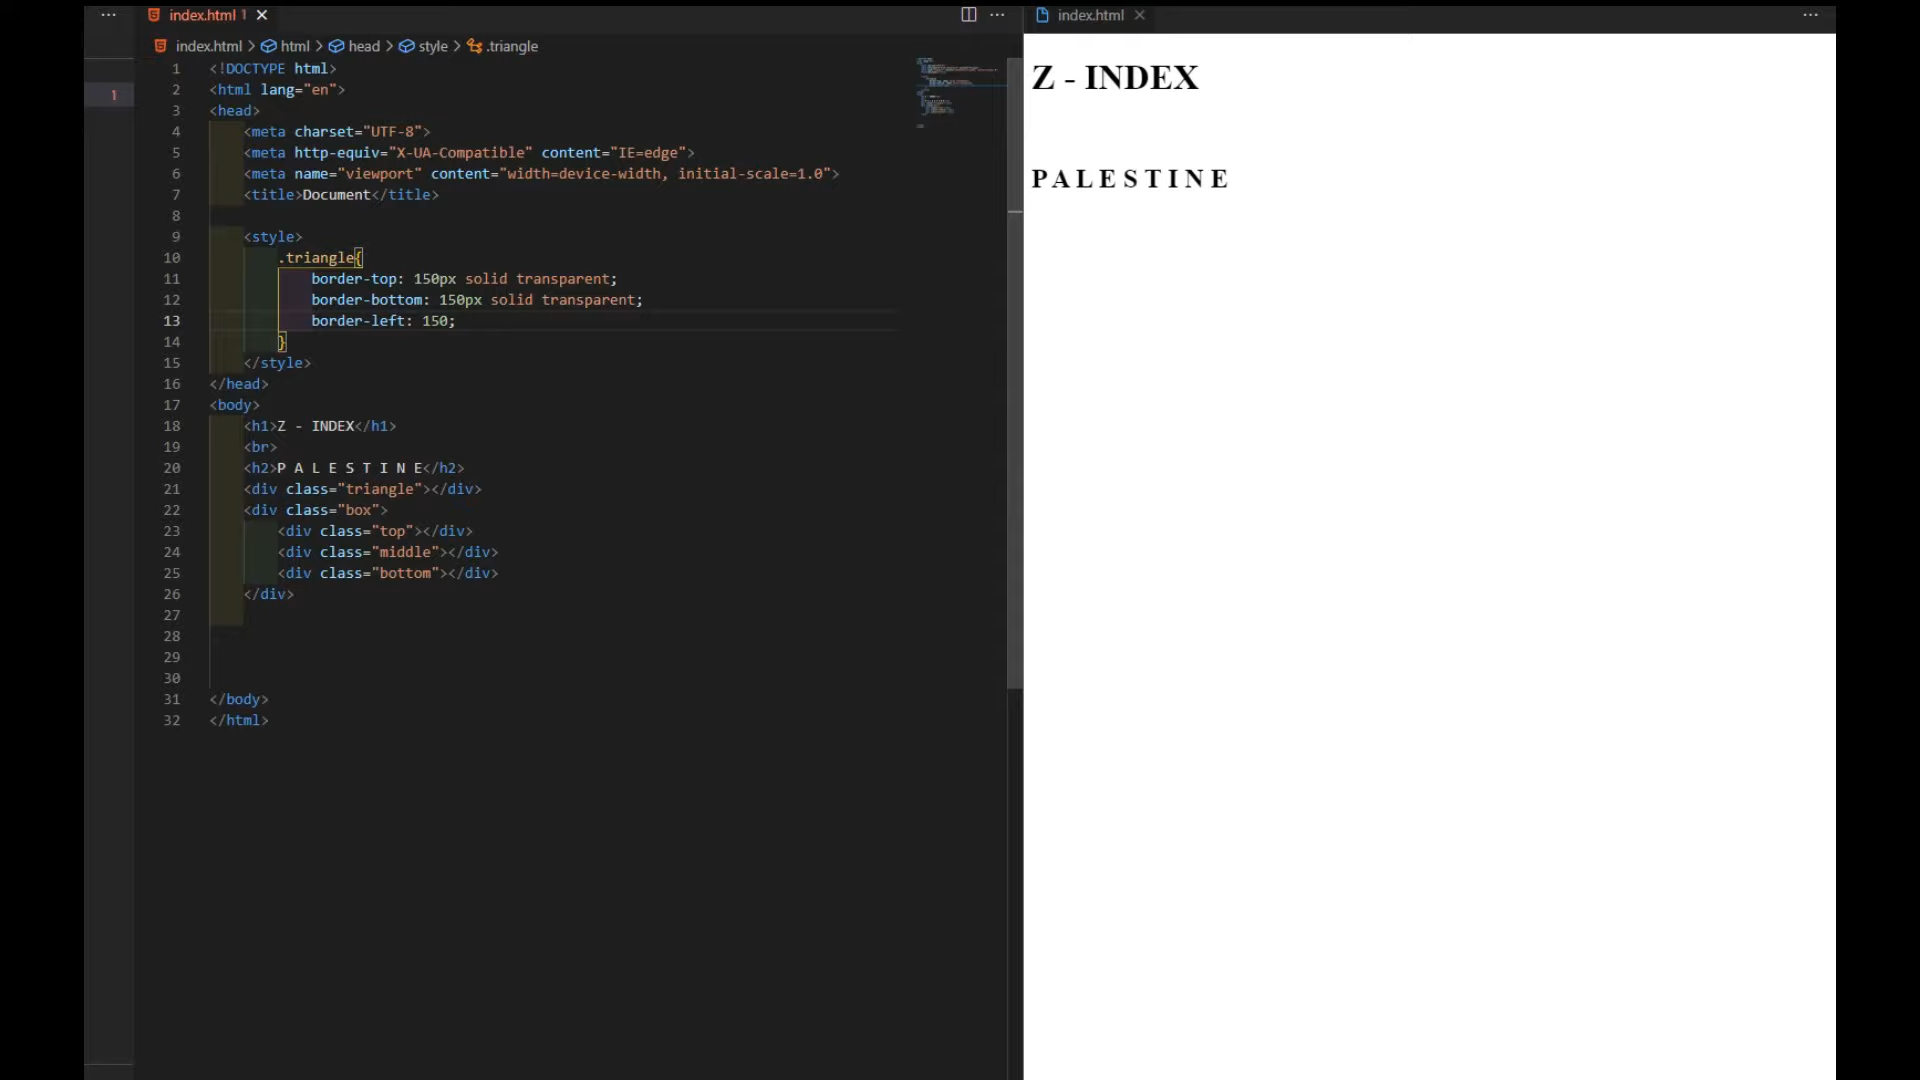 index.html 1
index.html
index.html > html > head > style > .triangle
1
1 <!DOCTYPE html>
2 <html lang="en">
3 <head>
4 <meta charset="UTF-8">
5 <meta http-equiv="X-UA-Compatible" content="IE=edge">
6 <meta name="viewport" content="width=device-width, initial-scale=1.0">
7 <title>Document</title>
8
9 <style>
10 .triangle{
11 border-top: 150px solid transparent;
12 border-bottom: 150px solid transparent;
13 border-left: 150;
14 }
15 </style>
16 </head>
17 <body>
18 <h1>Z - INDEX</h1>
19 <br>
20 <h2>P A L E S T I N E</h2>
21 <div class="triangle"></div>
22 <div class="box">
23 <div class="top"></div>
24 <div class="middle"></div>
25 <div class="bottom"></div>
26 </div>
27
28
29
30
31 </body>
32 </html>
Z - INDEX
P A L E S T I N E